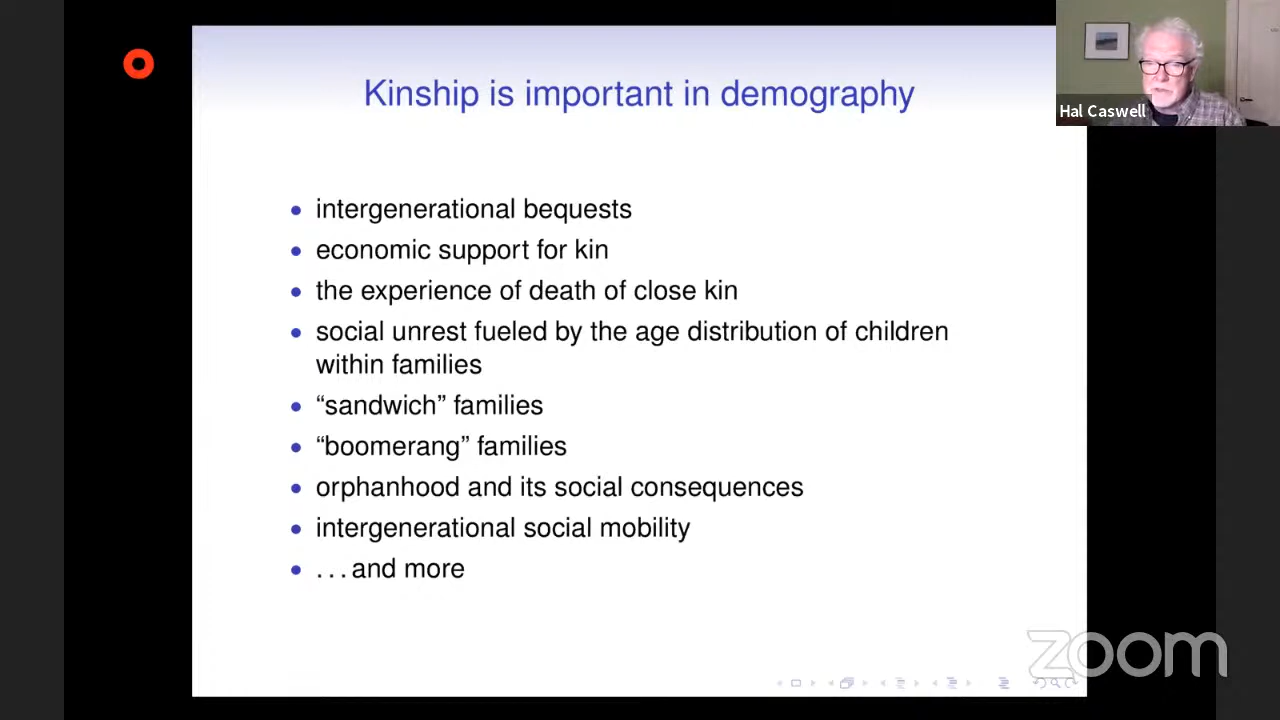 Kinship is important in demography
Hal Caswell
• intergenerational bequests
• economic support for kin
• the experience of death of close kin
• social unrest fueled by the age distribution of children
within families
• “sandwich” families
• “boomerang” families
• orphanhood and its social consequences
• intergenerational social mobility
• . . . and more
zoom